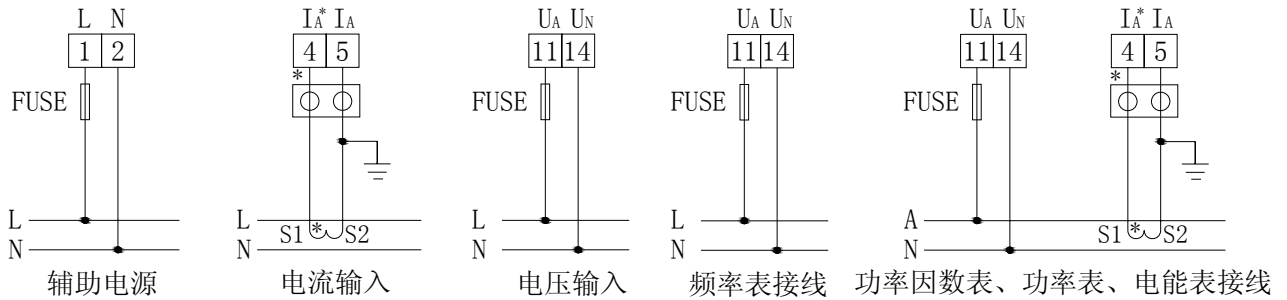 L N IA* IA UA UN UA UN UA UN IA* IA
1 2 4 5 11 14 11 14 11 14 4 5
* *
FUSE FUSE FUSE FUSE
L L L L A
S1 * S2 S1 * S2
N N N N N
辅助电源 电流输入 电压输入 频率表接线 功率因数表、功率表、电能表接线